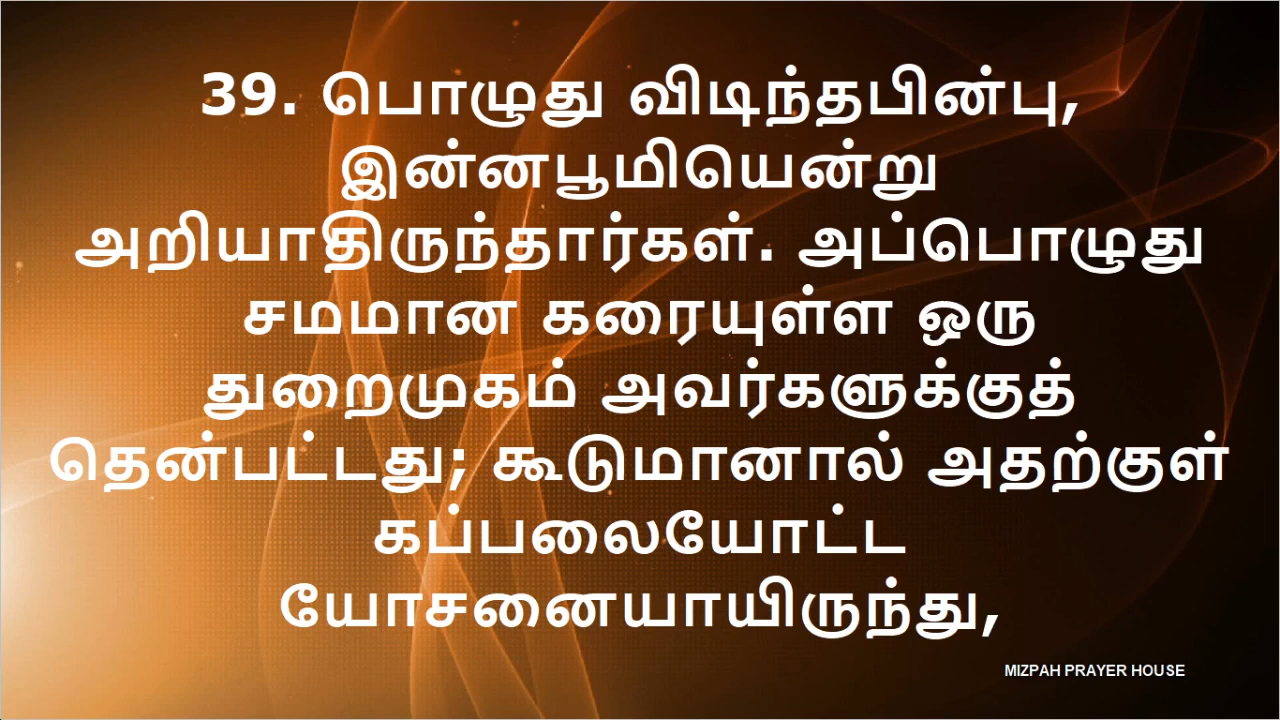 39. பொழுது விடிந்தபின்பு,
இன்னபூமியென்று
அறியாதிருந்தார்கள். அப்பொழுது
சமமான கரையுள்ள ஒரு
துறைமுகம் அவர்களுக்குத்
தென்பட்டது; கூடுமானால் அதற்குள்
கப்பலையோட்ட
யோசனையாயிருந்து,
MIZPAH PRAYER HOUSE